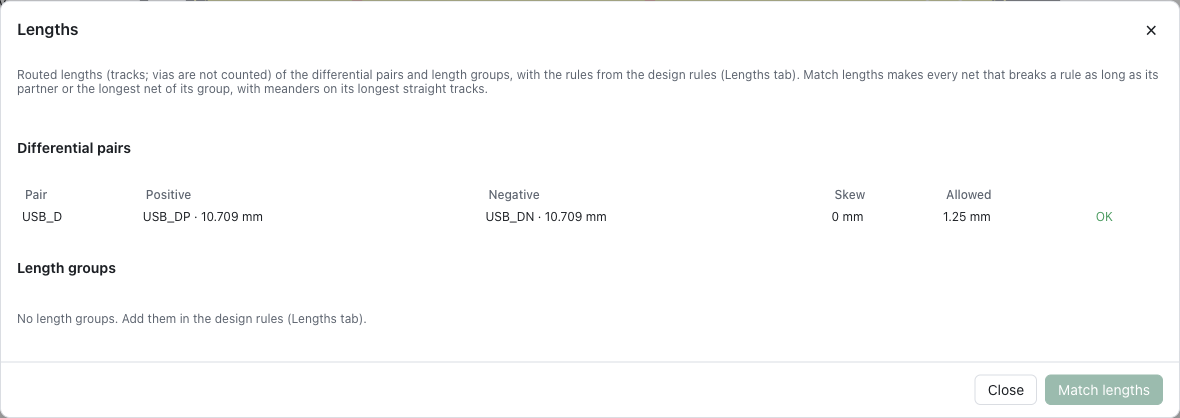 Lengths
Routed lengths (tracks; vias are not counted) of the differential pairs and length groups, with the rules from the design rules (Lengths tab). Match lengths makes every net that breaks a rule as long as its
partner or the longest net of its group, with meanders on its longest straight tracks.
Differential pairs
Pair Positive Negative Skew Allowed
USB_D USB_DP · 10.709 mm USB_DN · 10.709 mm 0 mm 1.25 mm OK
Length groups
No length groups. Add them in the design rules (Lengths tab).
Close Match lengths